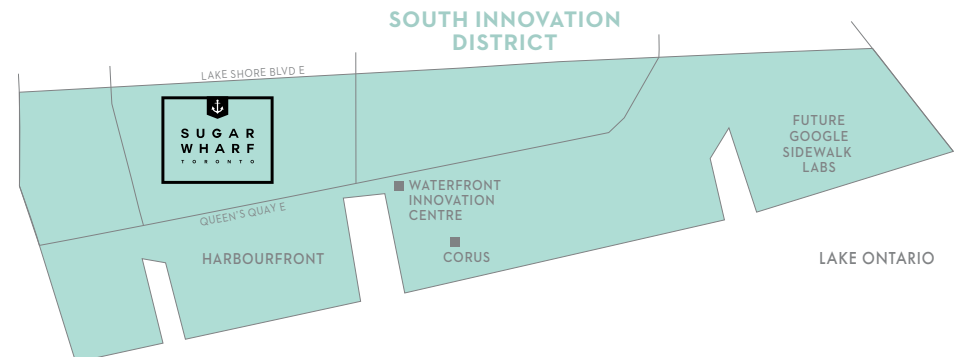 SOUTH INNOVATION
DISTRICT
LAKE SHORE BLVD E
SUGAR
WHARF
TORONTO
FUTURE
GOOGLE
SIDEWALK
LABS
WATERFRONT
INNOVATION
CENTRE
QUEEN'S QUAY E
CORUS
HARBOURFRONT
LAKE ONTARIO